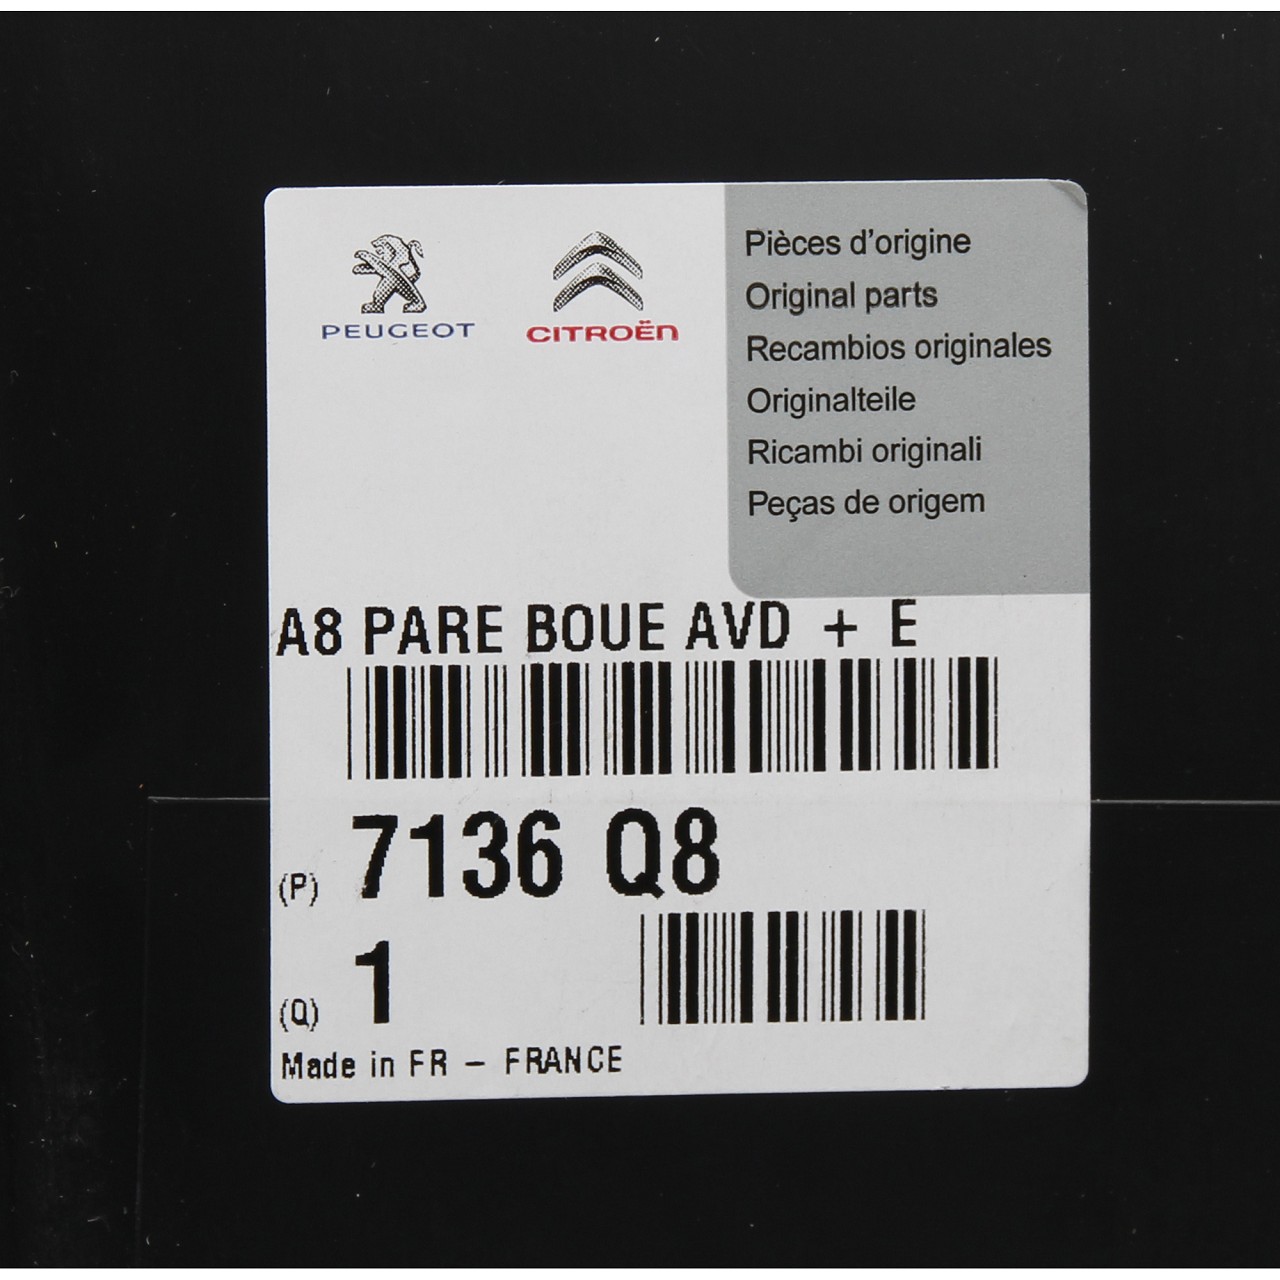 PEUGEOT
CITROËN
Pièces d'origine
Original parts
Recambios originales
Originalteile
Ricambi originali
Peças de origem
A8 PARE BOUE AVD + E
(P) 7136 Q8
(Q) 1
Made in FR - FRANCE